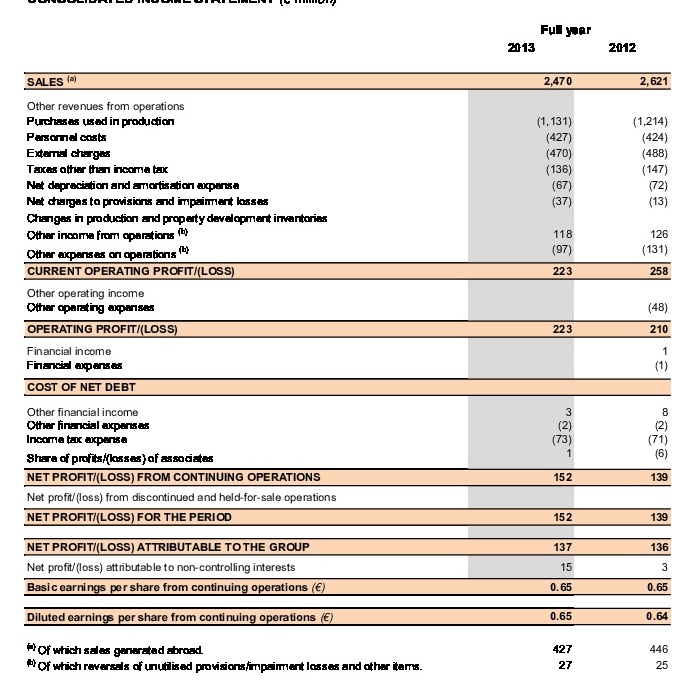 CONSOLIDATED INCOME STATEMENT (€ million)
Full year
2013 2012
SALES (a) 2,470 2,621
Other revenues from operations
Purchases used in production (1,131) (1,214)
Personnel costs (427) (424)
External charges (470) (488)
Taxes other than income tax (136) (147)
Net depreciation and amortisation expense (67) (72)
Net charges to provisions and impairment losses (37) (13)
Changes in production and property development inventories
Other income from operations (b) 118 126
Other expenses on operations (b) (97) (131)
CURRENT OPERATING PROFIT/(LOSS) 223 258
Other operating income
Other operating expenses (48)
OPERATING PROFIT/(LOSS) 223 210
Financial income 1
Financial expenses (1)
COST OF NET DEBT
Other financial income 3 8
Other financial expenses (2) (2)
Income tax expense (73) (71)
Share of profits/(losses) of associates 1 (6)
NET PROFIT/(LOSS) FROM CONTINUING OPERATIONS 152 139
Net profit/(loss) from discontinued and held-for-sale operations
NET PROFIT/(LOSS) FOR THE PERIOD 152 139
NET PROFIT/(LOSS) ATTRIBUTABLE TO THE GROUP 137 136
Net profit/(loss) attributable to non-controlling interests 15 3
Basic earnings per share from continuing operations (€) 0.65 0.65
Diluted earnings per share from continuing operations (€) 0.65 0.64
(a) Of which sales generated abroad. 427 446
(b) Of which reversals of unutilised provisions/impairment losses and other items. 27 25